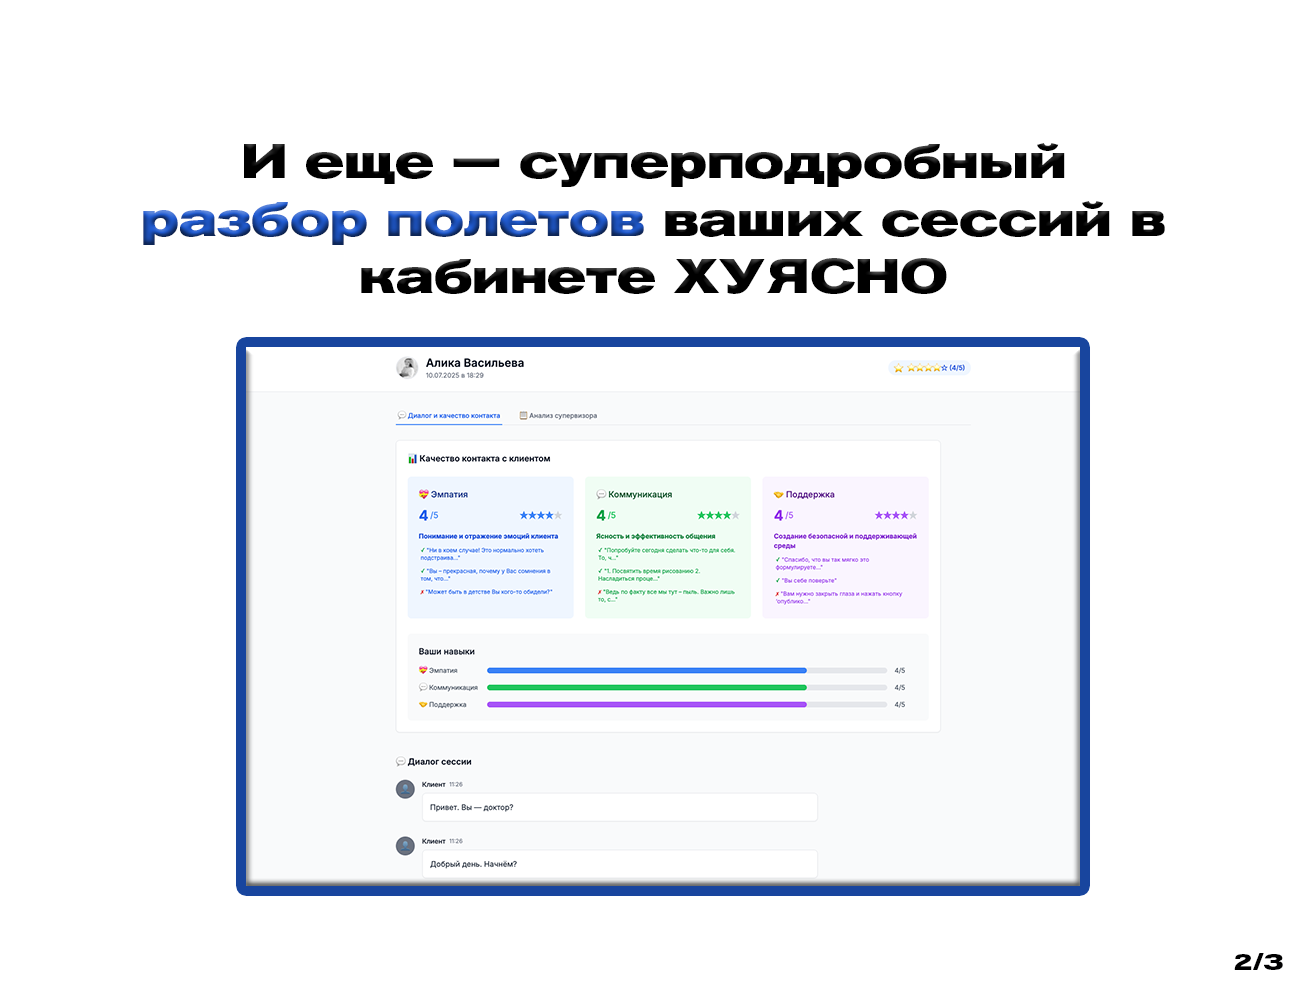 И еще — суперподробный
разбор полетов ваших сессий в
кабинете ХУЯСНО
Алика Васильева
10.07.2025 в 18:29
(4/5)
Диалог и качество контакта
Анализ супервизора
Качество контакта с клиентом
Эмпатия
4 /5
Понимание и отражение эмоций клиента
✓ "Ни в коем случае! Это нормально хотеть
подстраива..."
✓ "Вы – прекрасная, почему у Вас сомнения в
том, что..."
✗ "Может быть в детстве Вы кого-то обидели?"
Коммуникация
4 /5
Ясность и эффективность общения
✓ "Попробуйте сегодня сделать что-то для себя.
То, ч..."
✓ "1. Посвятить время рисованию 2.
Насладиться проце..."
✗ "Ведь по факту все мы тут – пыль. Важно лишь
то, с..."
Поддержка
4 /5
Создание безопасной и поддерживающей
среды
✓ "Спасибо, что вы так мягко это
формулируете..."
✓ "Вы себе поверьте"
✗ "Вам нужно закрыть глаза и нажать кнопку
'опублико..."
Ваши навыки
Эмпатия 4/5
Коммуникация 4/5
Поддержка 4/5
Диалог сессии
Клиент 11:26
Привет. Вы — доктор?
Клиент 11:26
Добрый день. Начнём?
2/3